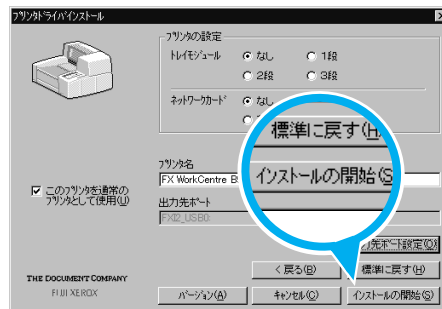 プリンタドライバインストール
プリンタの設定
トレイモジュール
なし
1段
2段
3段
ネットワークカード
なし
標準に戻す(H)
インストールの開始(S)
プリンタ名
FX WorkCentre B
このプリンタを通常の
プリンタとして使用(U)
出力先ポート
FX02_USB0
力先ポート設定(O)
THE DOCUMENT COMPANY
FUJI XEROX
< 戻る(B)
標準に戻す(H)
バージョン(A)
キャンセル(C)
インストールの開始(S)